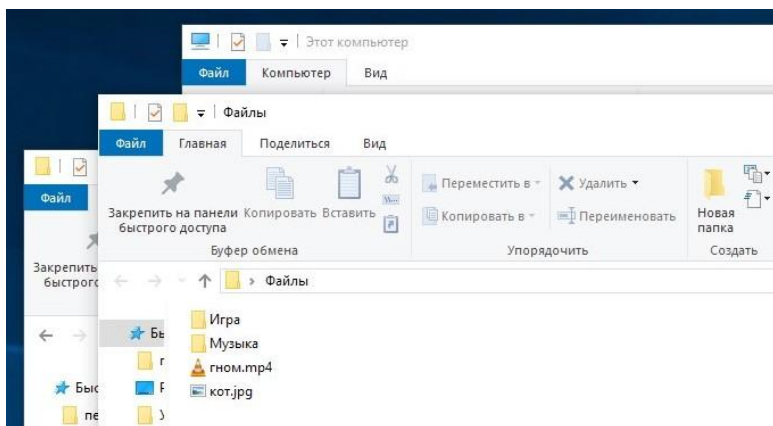 Этот компьютер
Файл Компьютер Вид
Файлы
Файл Главная Поделиться Вид
Файл
Переместить в Удалить
Закрепить на панели Копировать Вставить
быстрого доступа
Копировать в Переименовать
Новая
папка
Буфер обмена Упорядочить Создать
Закрепить
Файлы
Игра
Музыка
гном.mp4
кот.jpg